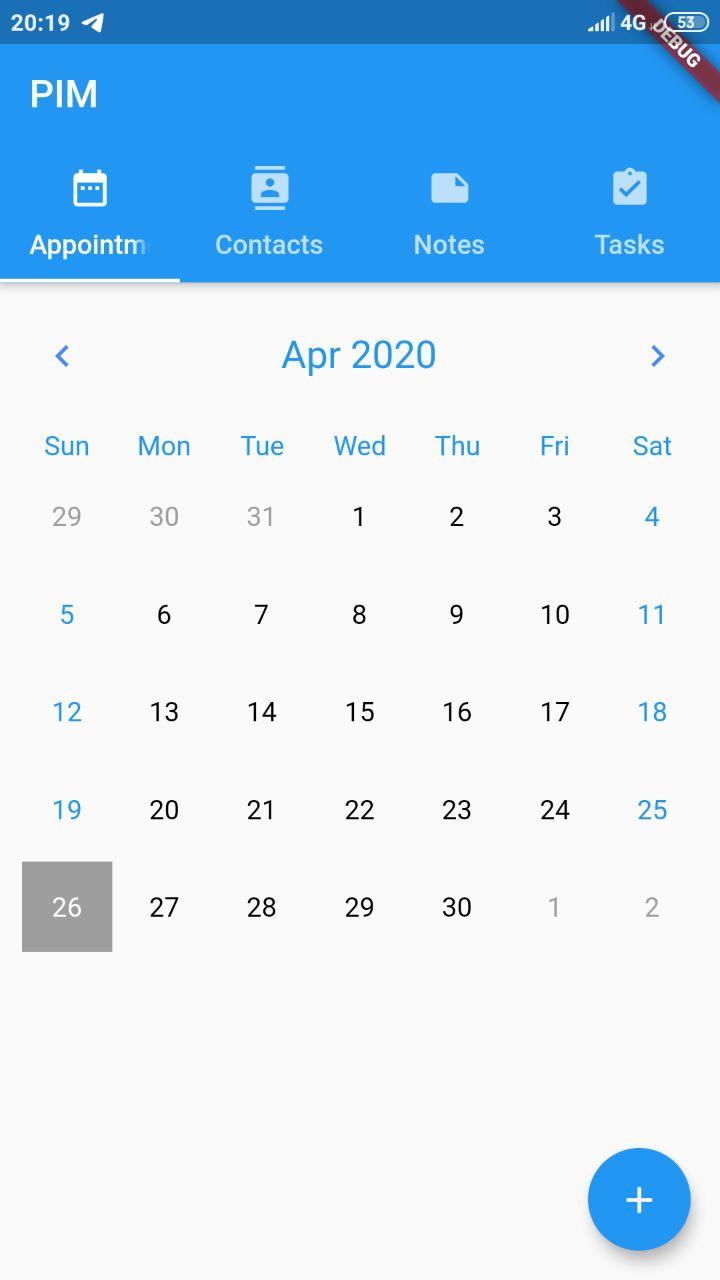 20:19 4G 53
DEBUG
PIM
Appointm Contacts Notes Tasks
Apr 2020
Sun Mon Tue Wed Thu Fri Sat
29 30 31 1 2 3 4
5 6 7 8 9 10 11
12 13 14 15 16 17 18
19 20 21 22 23 24 25
26 27 28 29 30 1 2
+